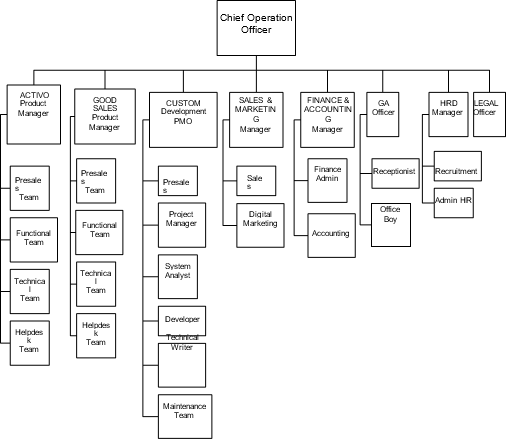 Chief Operation
Officer
ACTIVO
Product
Manager
GOOD
SALES
Product
Manager
CUSTOM
Development
PMO
SALES &
MARKETIN
G
Manager
FINANCE &
ACCOUNTIN
G
Manager
GA
Officer
HRD
Manager
LEGAL
Officer
Presale
s
Team
Functional
Team
Technica
l
Team
Helpdes
k
Team
Presale
s
Team
Functional
Team
Technica
l
Team
Helpdes
k
Team
Presale
s
Project
Manager
System
Analyst
Developer
Technical
Writer
Maintenance
Team
Sale
s
Digital
Marketing
Finance
Admin
Accounting
Receptionist
Office
Boy
Recruitment
Admin HR